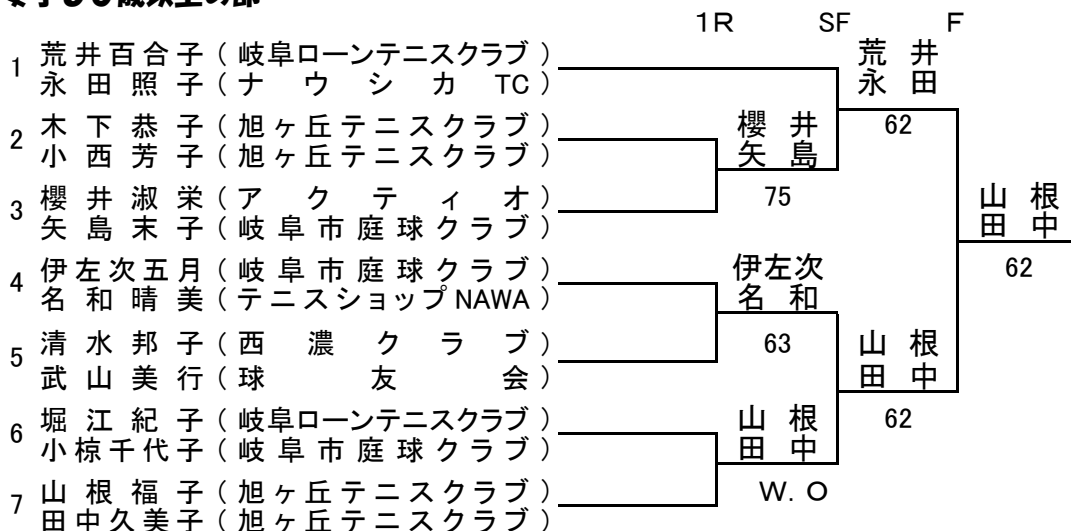 1R SF F
1 荒井百合子(岐阜ローンテニスクラブ)
永田照子(ナウシカTC)
荒井
永田
2 木下恭子(旭ヶ丘テニスクラブ)
小西芳子(旭ヶ丘テニスクラブ)
櫻井
矢島
62
3 櫻井淑栄(アクティオ)
矢島末子(岐阜市庭球クラブ)
75
山根
田中
4 伊左次五月(岐阜市庭球クラブ)
名和晴美(テニスショップNAWA)
伊左次
名和
62
5 清水邦子(西濃クラブ)
武山美行(球友会)
63
山根
田中
6 堀江紀子(岐阜ローンテニスクラブ)
小椋千代子(岐阜市庭球クラブ)
山根
田中
62
7 山根福子(旭ヶ丘テニスクラブ)
田中久美子(旭ヶ丘テニスクラブ)
W.O